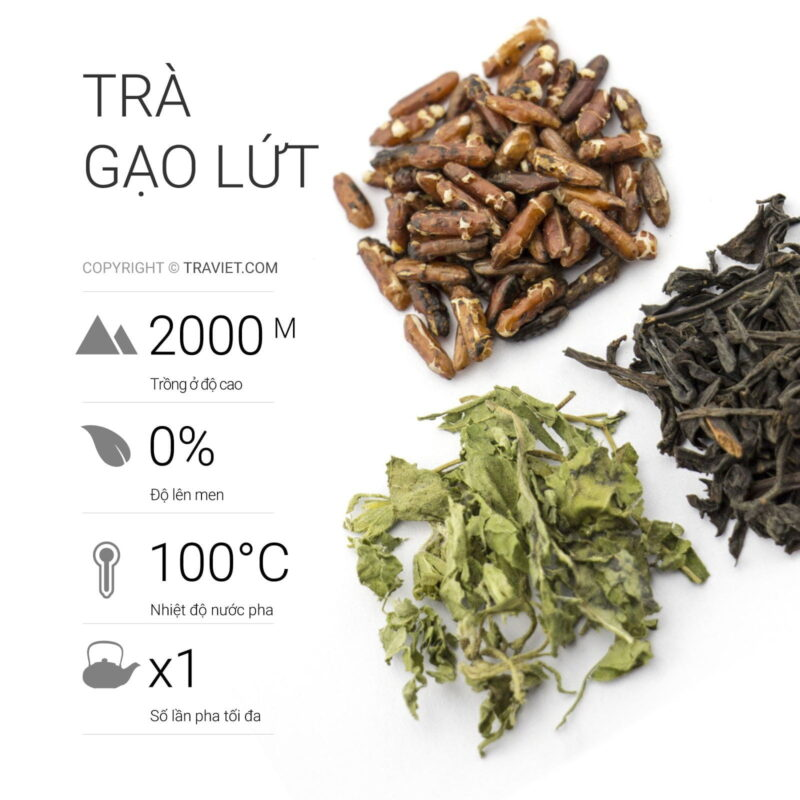 TRÀ
GẠO LỨT
COPYRIGHT © TRAVIET.COM
2000 M
Trồng ở độ cao
0%
Độ lên men
100°C
Nhiệt độ nước pha
x1
Số lần pha tối đa